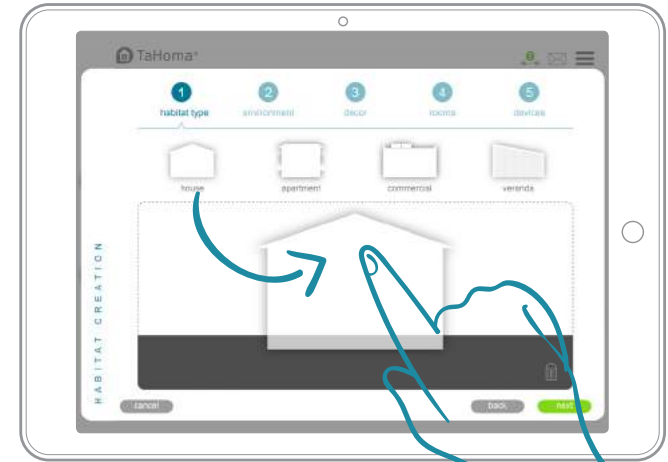 TaHoma®
1 2 3 4 5
habitat type environment decor rooms devices
house apartment commercial veranda
HABITAT CREATION
cancel back next